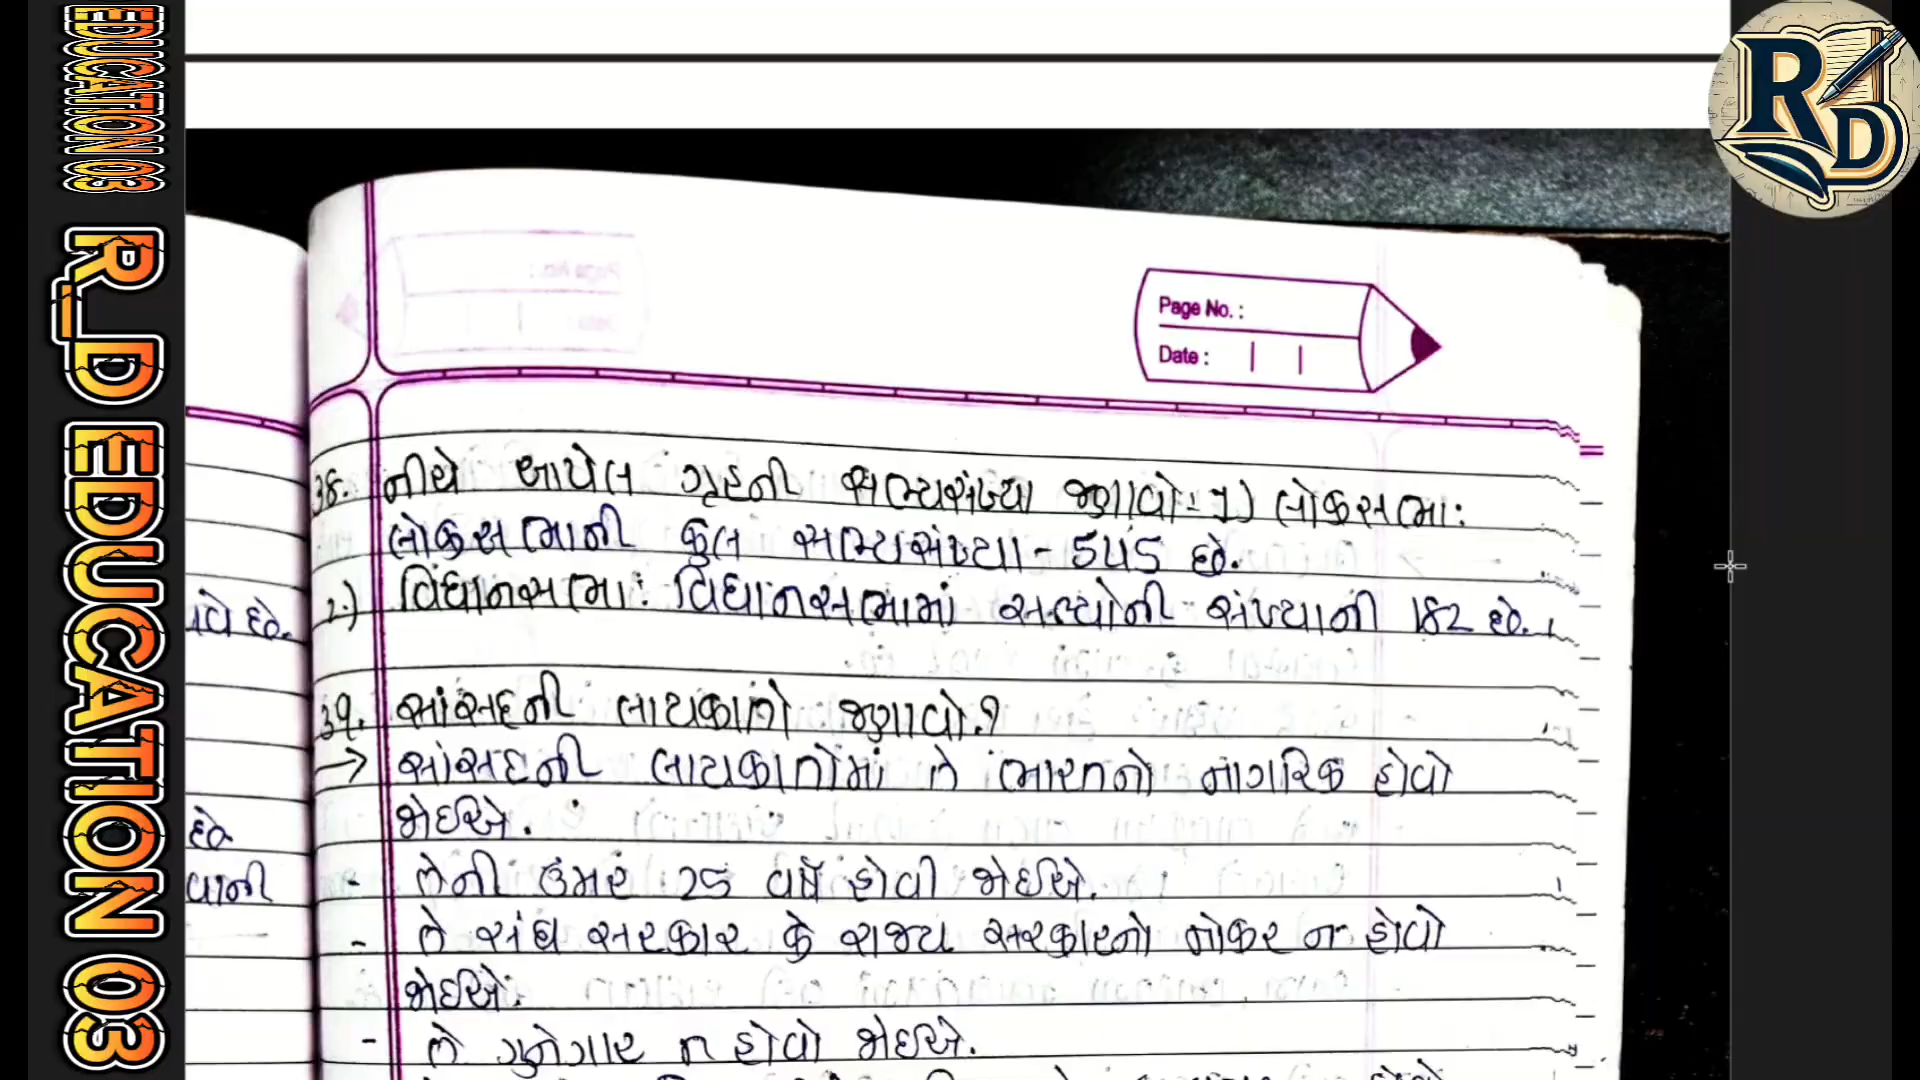 EDUCATION 03
R_D EDUCATION 03
RD
Page No. :
Date :
38. નીચે આપેલ ગૃહની સભ્યસંખ્યા જણાવો:- 1) લોકસભા:
લોકસભાની કુલ સભ્યસંખ્યા - 545 છે.
2.) વિધાનસભા: વિધાનસભામાં સભ્યોની સંખ્યાની 182 છે.
39. સાંસદની લાયકાતો જણાવો.?
→ સાંસદની લાયકાતોમાં તે ભારતનો નાગરિક હોવો
જોઈએ.
- તેની ઉંમર 25 વર્ષ હોવી જોઈએ.
- તે સંઘ સરકાર કે રાજ્ય સરકારનો નોકર ન હોવો
જોઈએ.
- તે ગુનેગાર ન હોવો જોઈએ.
છે.
છે
વાની